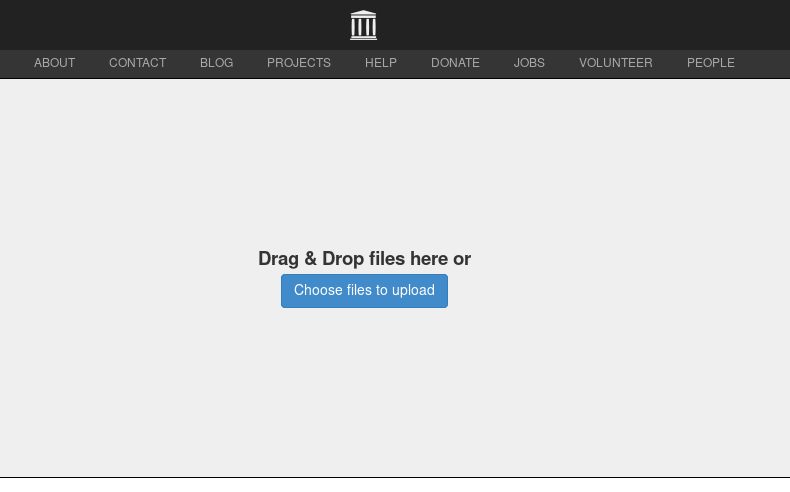 ABOUT CONTACT BLOG PROJECTS HELP DONATE JOBS VOLUNTEER PEOPLE
Drag & Drop files here or
Choose files to upload